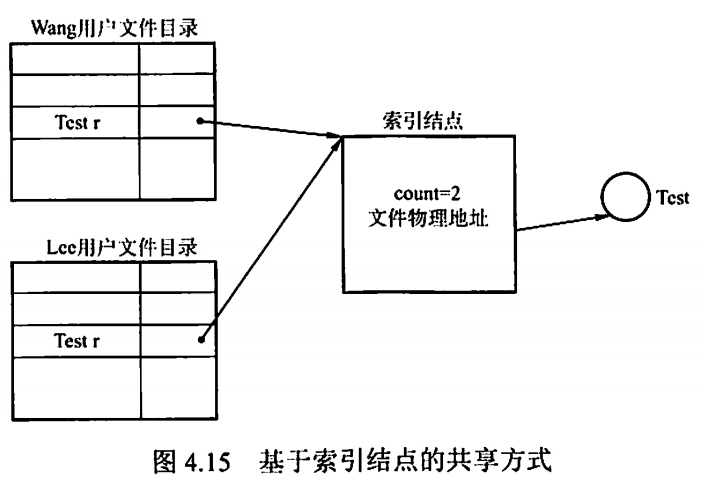 Wang用户文件目录
Test r
索引结点
count=2
文件物理地址
Test
Lee用户文件目录
Test r
图 4.15 基于索引结点的共享方式